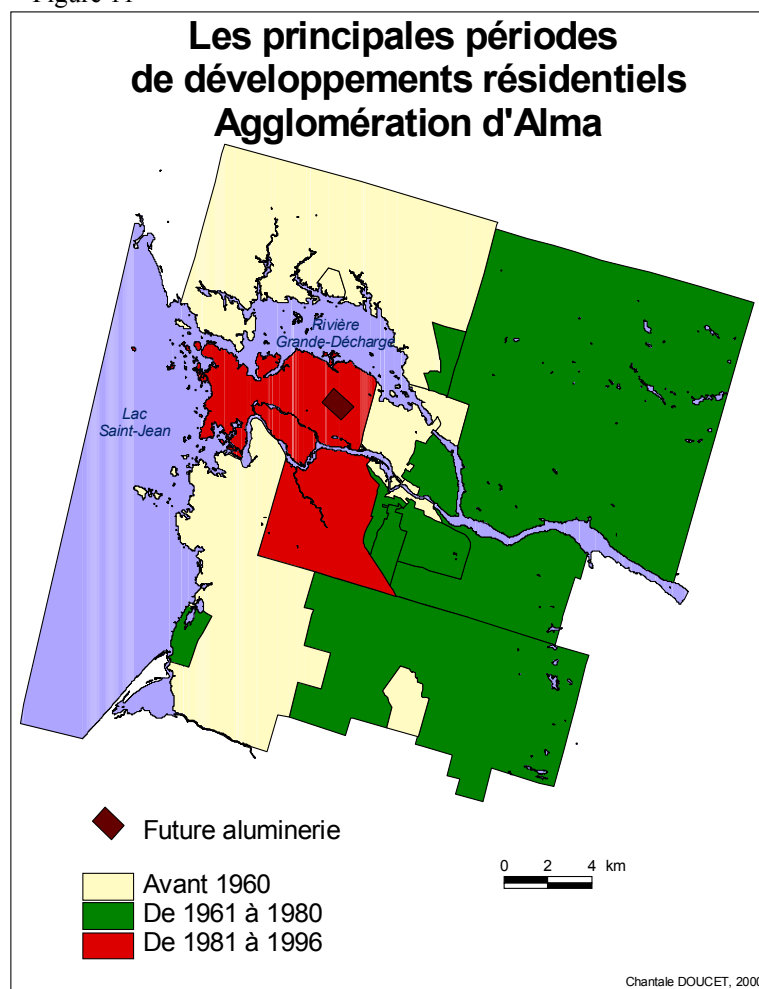 Les principales périodes
de développements résidentiels
Agglomération d'Alma
Rivière
Grande-Décharge
Lac
Saint-Jean
Future aluminerie
0 2 4 km
Avant 1960
De 1961 à 1980
De 1981 à 1996
Chantale DOUCET, 2000